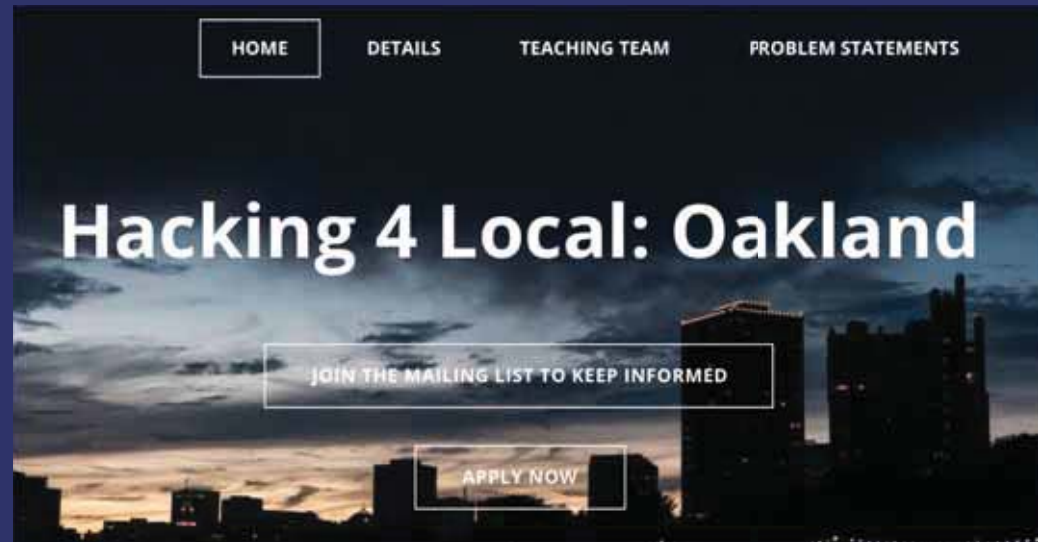 HOME DETAILS TEACHING TEAM PROBLEM STATEMENTS
Hacking 4 Local: Oakland
JOIN THE MAILING LIST TO KEEP INFORMED
APPLY NOW